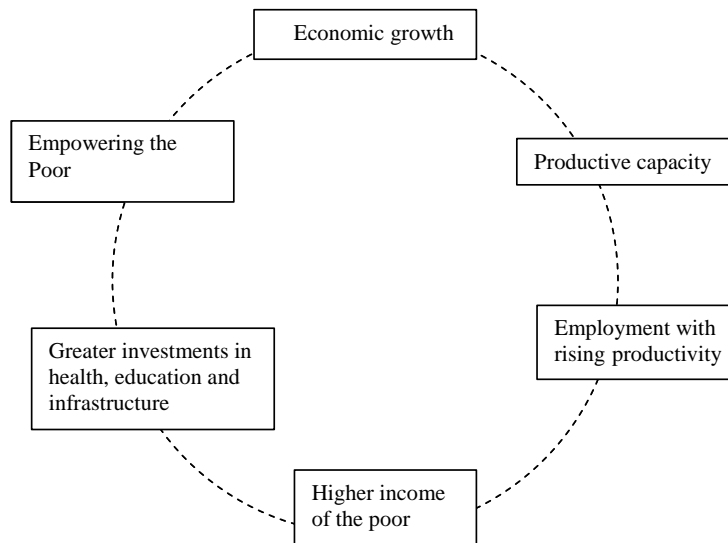 Economic growth
Empowering the
Poor
Productive capacity
Employment with
rising productivity
Greater investments in
health, education and
infrastructure
Higher income
of the poor